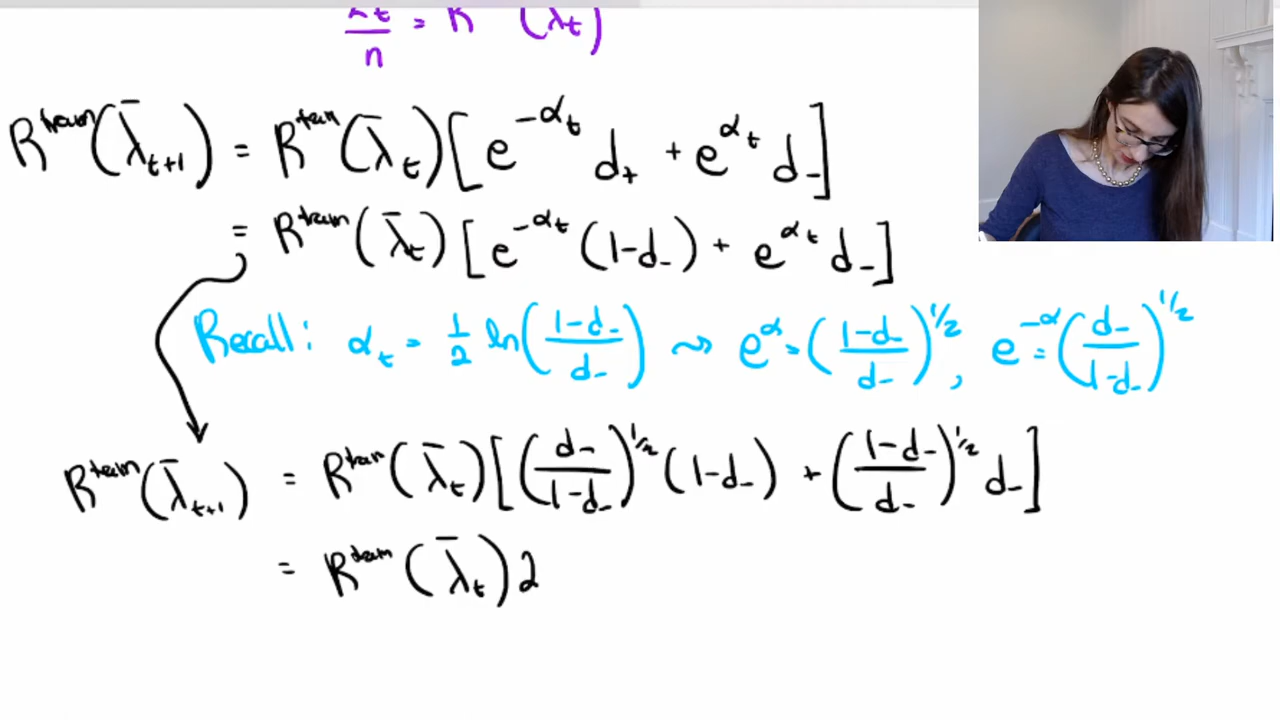 Zt/n = R (λt)
R^train(λ̄_{t+1}) = R^train(λ̄_t)[e^{-α_t} d_+ + e^{α_t} d_-]
= R^train(λ̄_t)[e^{-α_t}(1-d_-) + e^{α_t} d_-]
Recall: α_t = 1/2 ln((1-d_-)/d_-) ⇝ e^α = ((1-d_-)/d_-)^{1/2}, e^{-α} = (d_-/(1-d_-))^{1/2}
R^train(λ̄_{t+1}) = R^train(λ̄_t)[(d_-/(1-d_-))^{1/2}(1-d_-) + ((1-d_-)/d_-)^{1/2} d_-]
= R^train(λ̄_t) 2